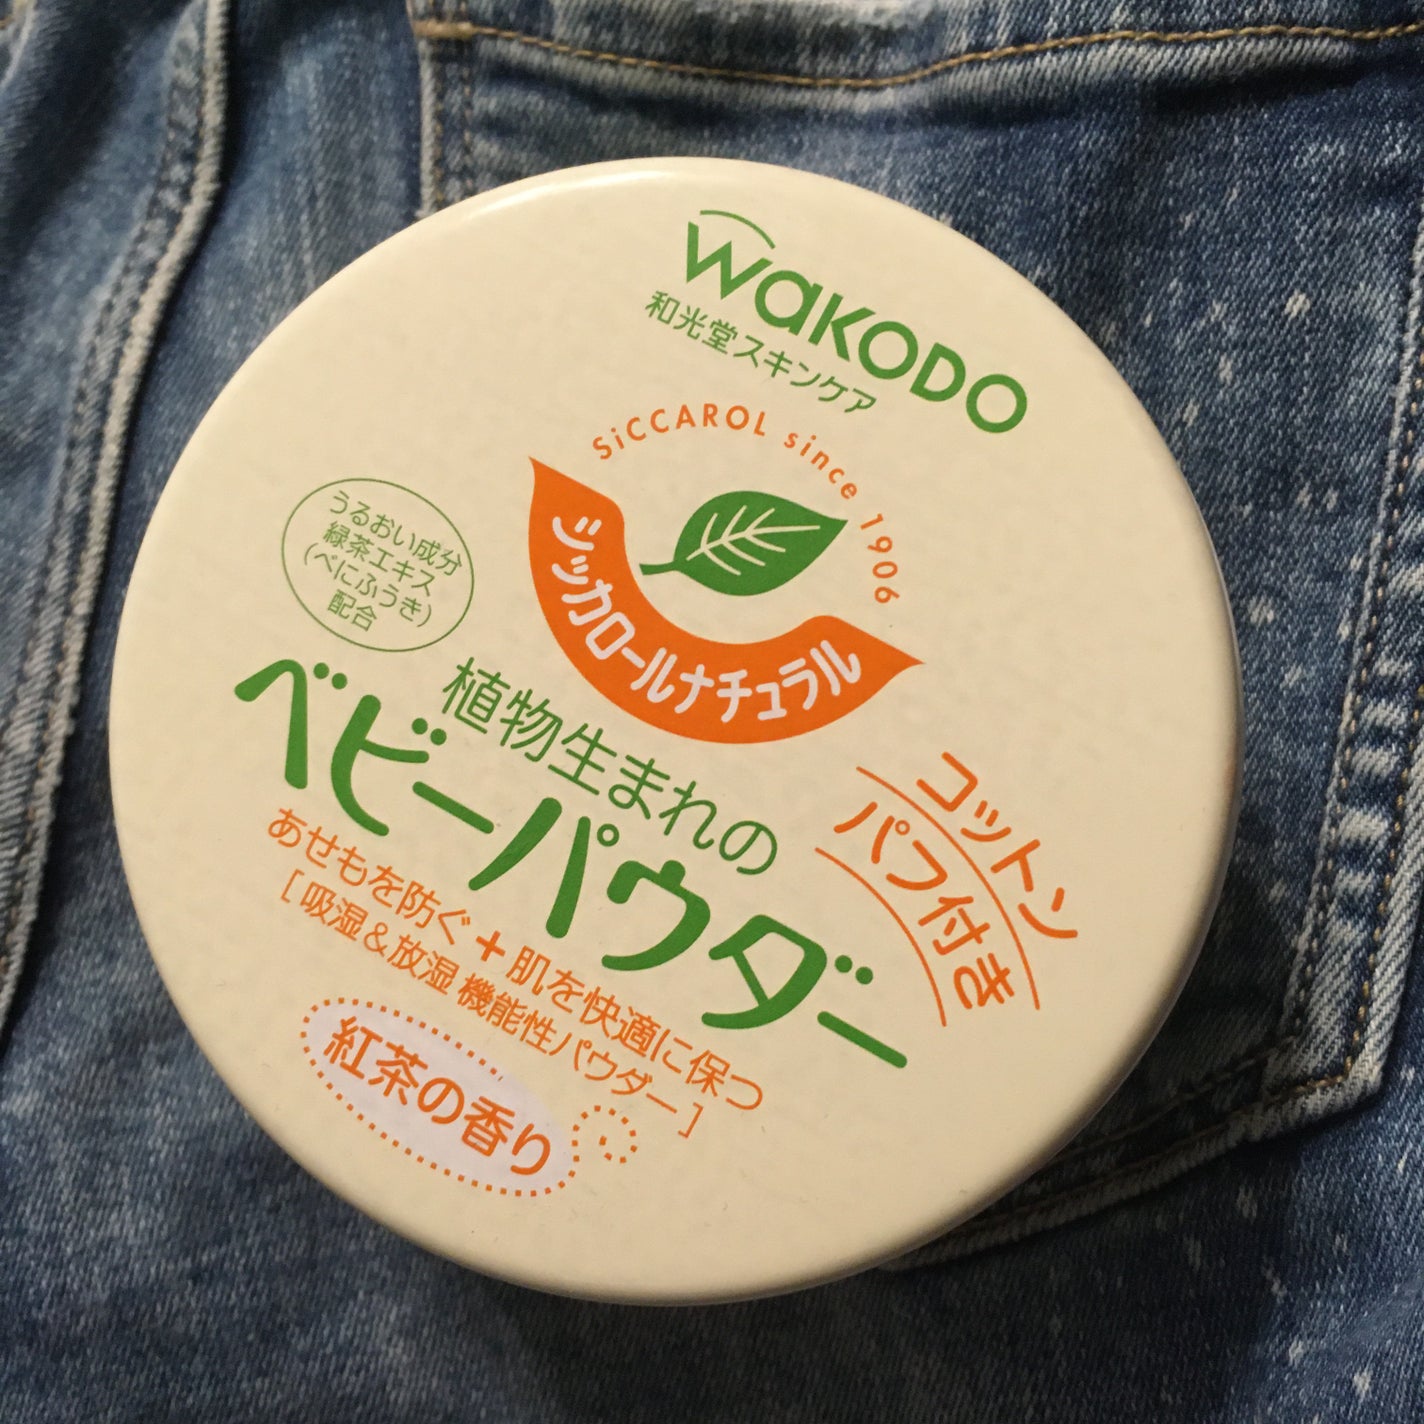 WAKODO
和光堂スキンケア
SiCCAROL since 1906
シッカロールナチュラル
うるおい成分
緑茶エキス
(べにふうき)
配合
植物生まれの
ベビーパウダー
コットン
パフ付き
あせもを防ぐ+肌を快適に保つ
[吸湿&放湿 機能性パウダー]
紅茶の香り